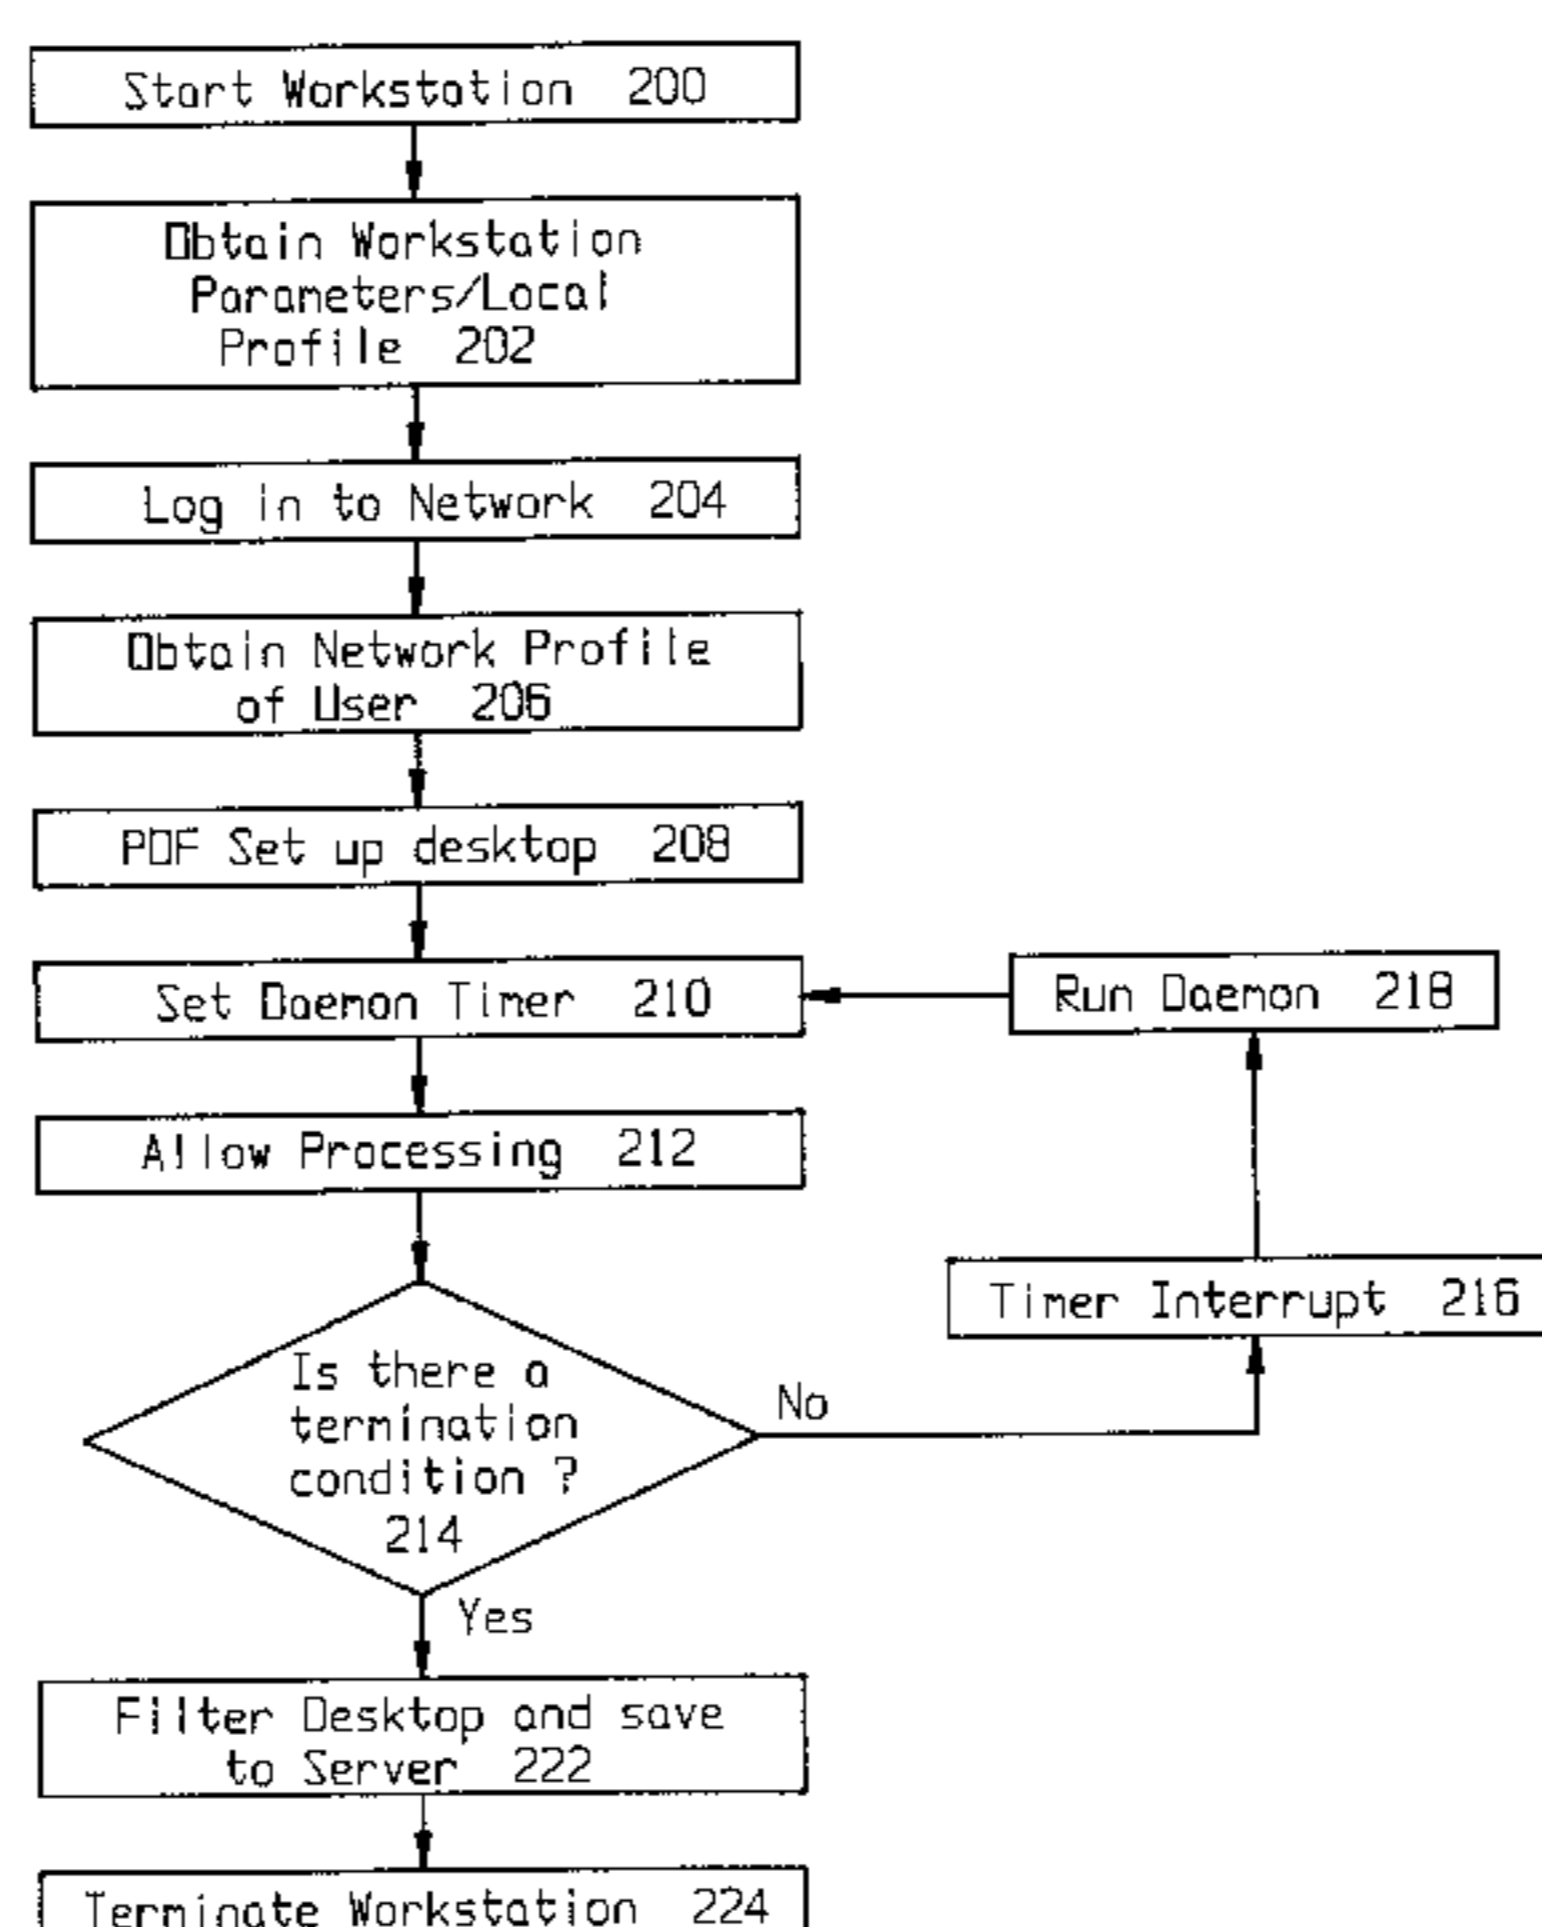 Start Workstation 200
Obtain Workstation
Parameters/Local
Profile 202
Log in to Network 204
Obtain Network Profile
of User 206
PDF Set up desktop 208
Set Daemon Timer 210
Run Daemon 218
Allow Processing 212
Timer Interrupt 216
Is there a
termination
condition ?
214
No
Yes
Filter Desktop and save
to Server 222
Terminate Workstation 224